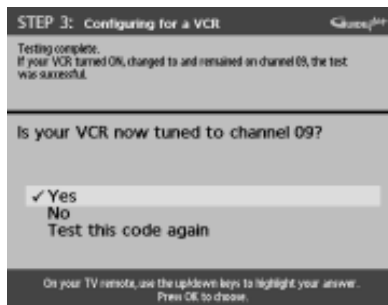 STEP 3: Configuring for a VCR
Testing complete.
If your VCR turned ON, changed to and remained on channel 09, the test
was successful.
Is your VCR now tuned to channel 09?
✓ Yes
No
Test this code again
On your TV remote, use the up/down keys to highlight your answer.
Press OK to choose.